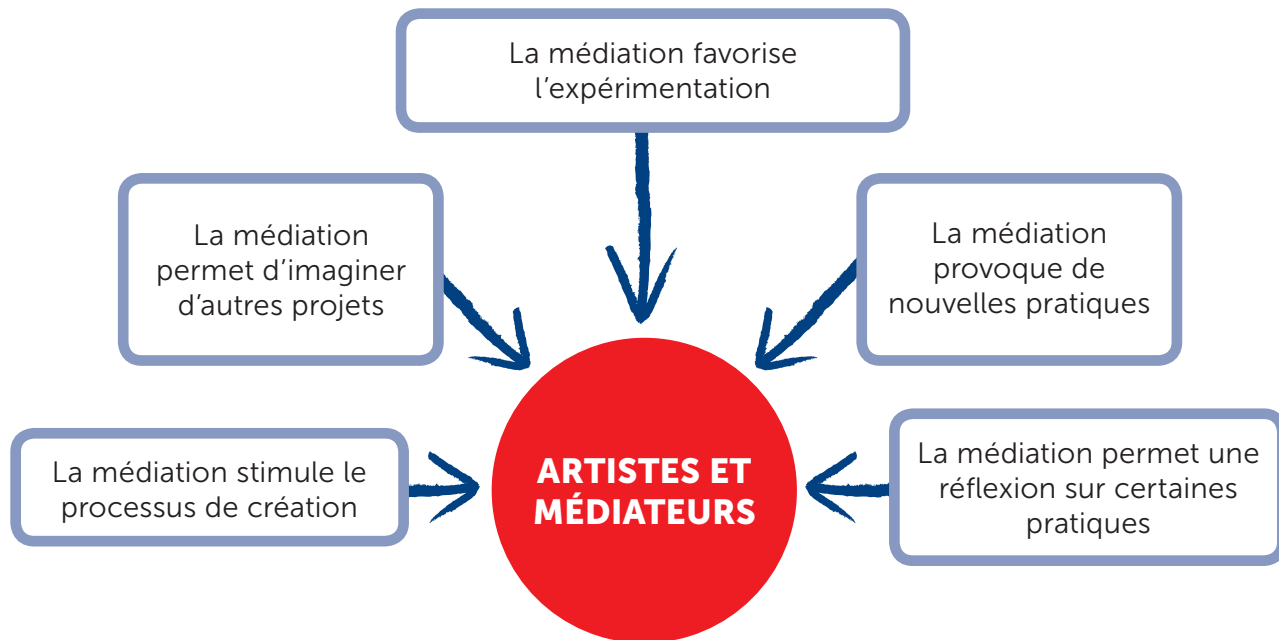 La médiation favorise
l’expérimentation
La médiation
permet d’imaginer
d’autres projets
La médiation
provoque de
nouvelles pratiques
La médiation stimule le
processus de création
ARTISTES ET
MÉDIATEURS
La médiation permet une
réflexion sur certaines
pratiques